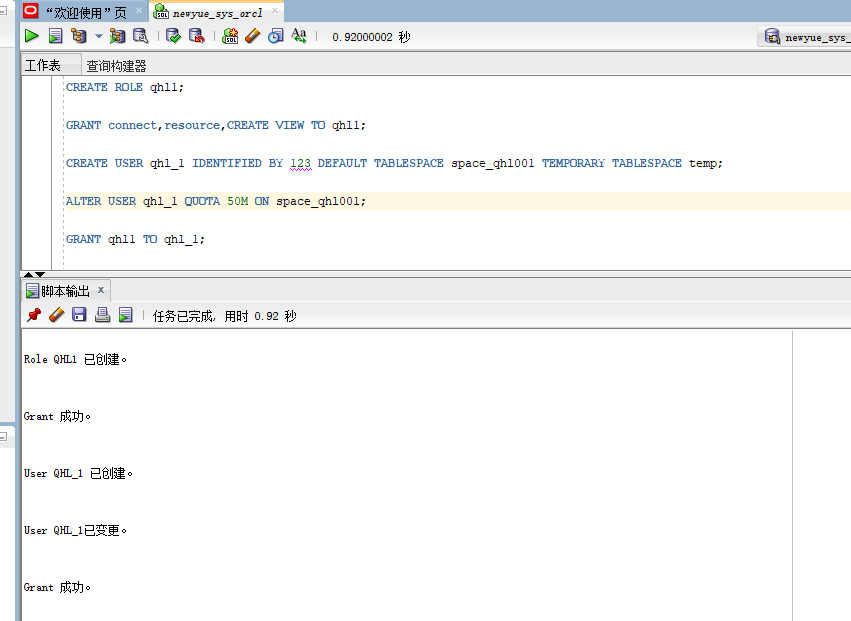 “欢迎使用”页
newyue_sys_orcl
0.92000002 秒
newyue_sys_
工作表 查询构建器
CREATE ROLE qhl1;
GRANT connect,resource,CREATE VIEW TO qhl1;
CREATE USER qhl_1 IDENTIFIED BY 123 DEFAULT TABLESPACE space_qhl001 TEMPORARY TABLESPACE temp;
ALTER USER qhl_1 QUOTA 50M ON space_qhl001;
GRANT qhl1 TO qhl_1;
脚本输出
任务已完成, 用时 0.92 秒
Role QHL1 已创建。
Grant 成功。
User QHL_1 已创建。
User QHL_1已变更。
Grant 成功。